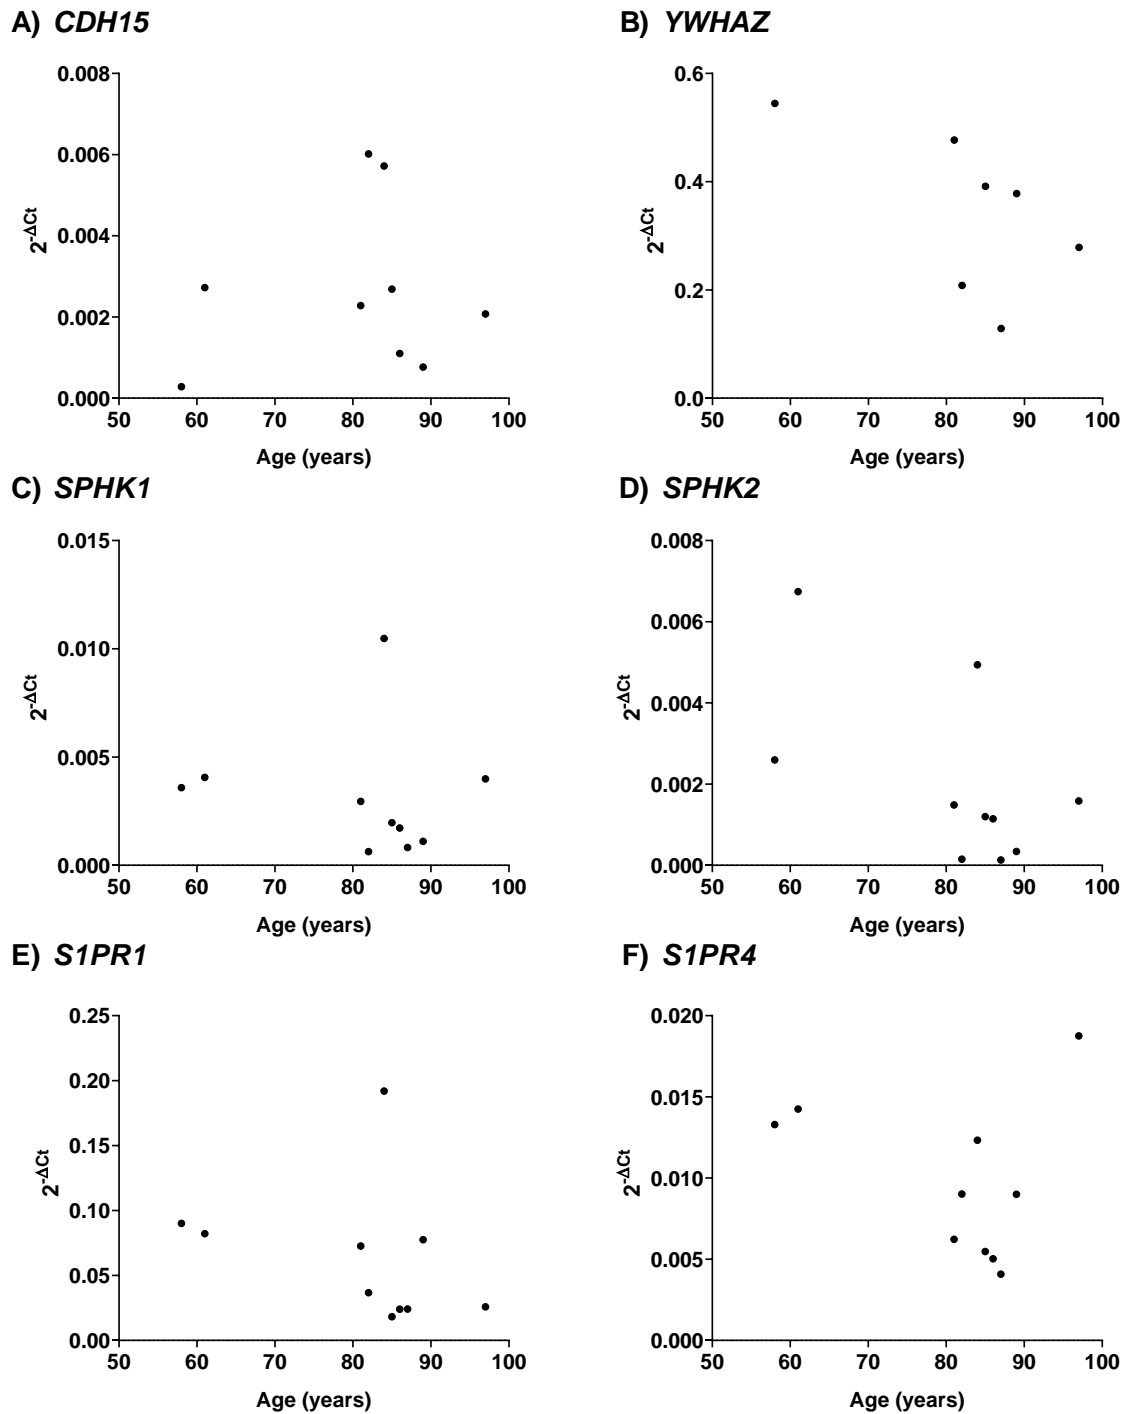 A) CDH15
0.008
0.006
0.004
0.002
0.000
2-ΔCt
50 60 70 80 90 100
Age (years)
B) YWHAZ
0.6
0.4
0.2
0.0
2-ΔCt
50 60 70 80 90 100
Age (years)
C) SPHK1
0.015
0.010
0.005
0.000
2-ΔCt
50 60 70 80 90 100
Age (years)
D) SPHK2
0.008
0.006
0.004
0.002
0.000
2-ΔCt
50 60 70 80 90 100
Age (years)
E) S1PR1
0.25
0.20
0.15
0.10
0.05
0.00
2-ΔCt
50 60 70 80 90 100
Age (years)
F) S1PR4
0.020
0.015
0.010
0.005
0.000
2-ΔCt
50 60 70 80 90 100
Age (years)